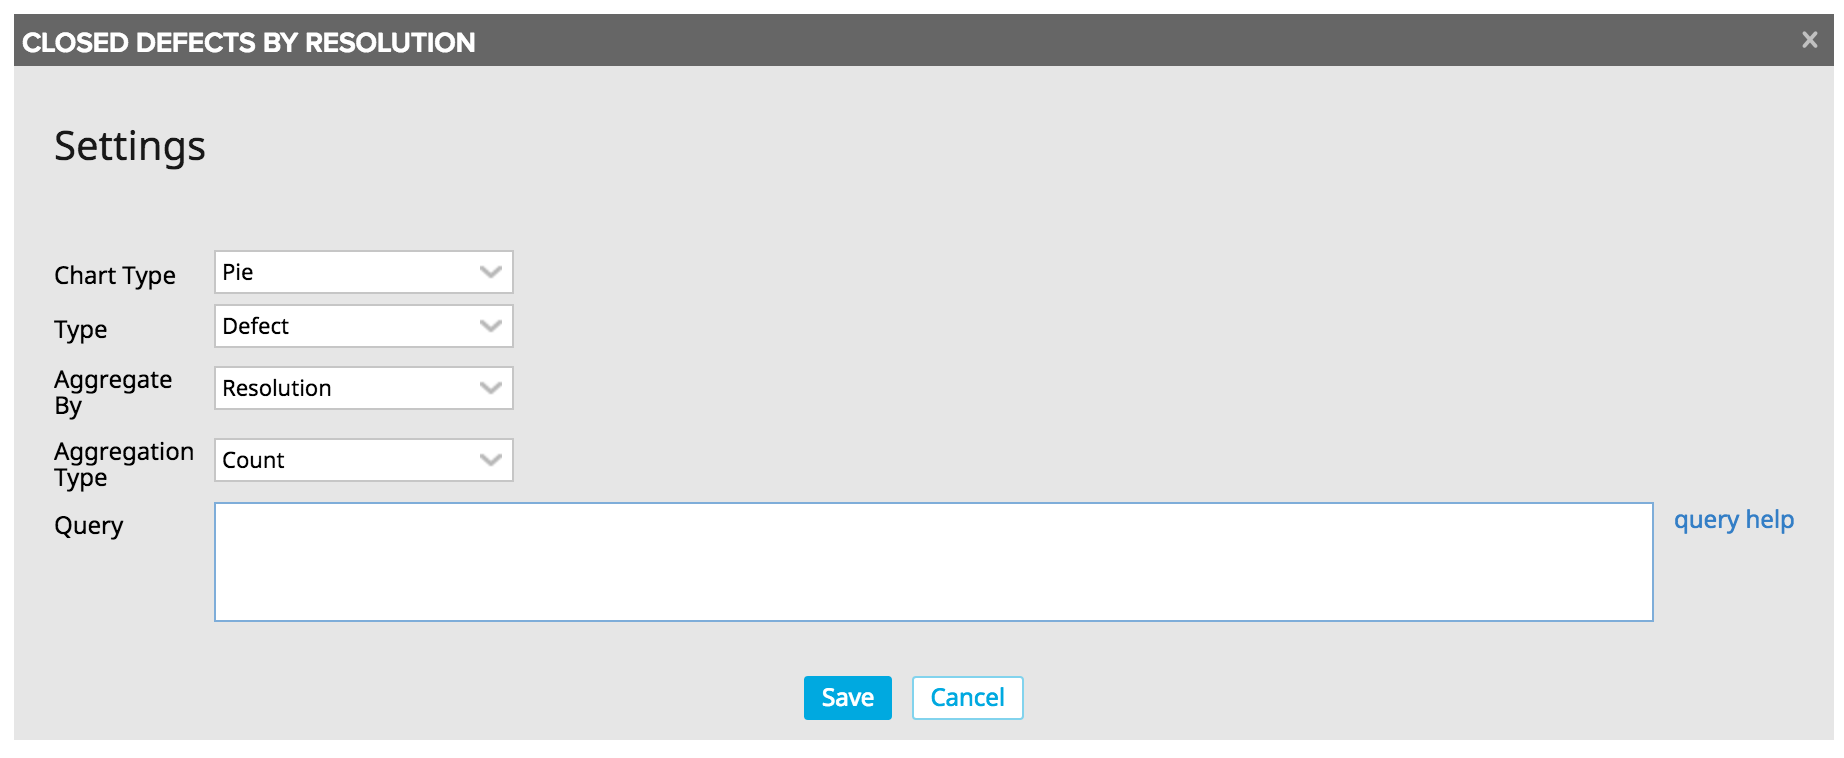 CLOSED DEFECTS BY RESOLUTION
Settings
Chart Type
Pie
Type
Defect
Aggregate
By
Resolution
Aggregation
Type
Count
Query
query help
Save
Cancel